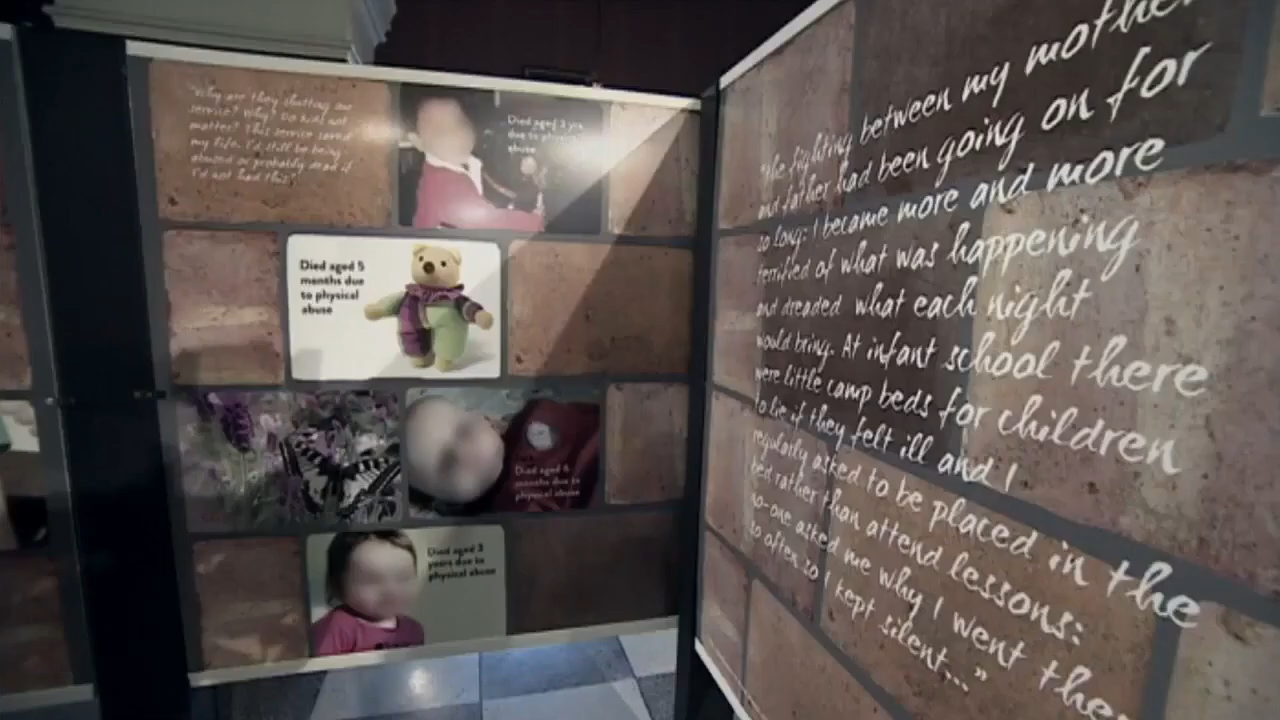 "Why are they shutting our
service? Why? Do kids not
matter? This service saved
my life. I'd still be being
abused or probably dead if
I'd not had this"
Died aged 2 yrs
due to physical
abuse
Died aged 5
months due
to physical
abuse
Died aged 6
months due to
physical abuse
Died aged 3
years due to
physical abuse
"the fighting between my mother
and father had been going on for
so long: I became more and more
terrified of what was happening
and dreaded what each night
would bring. At infant school there
were little camp beds for children
to lie if they felt ill and I
regularly asked to be placed in the
bed rather than attend lessons:
no-one asked me why I went there
so often so I kept silent..."